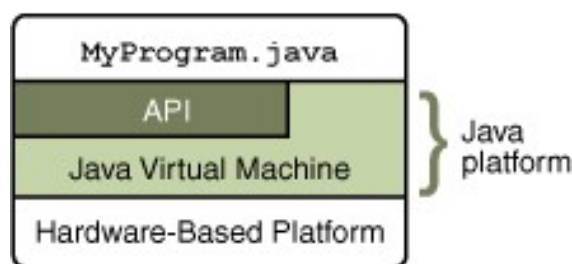 MyProgram.java
API
Java Virtual Machine
Hardware-Based Platform
Java
platform